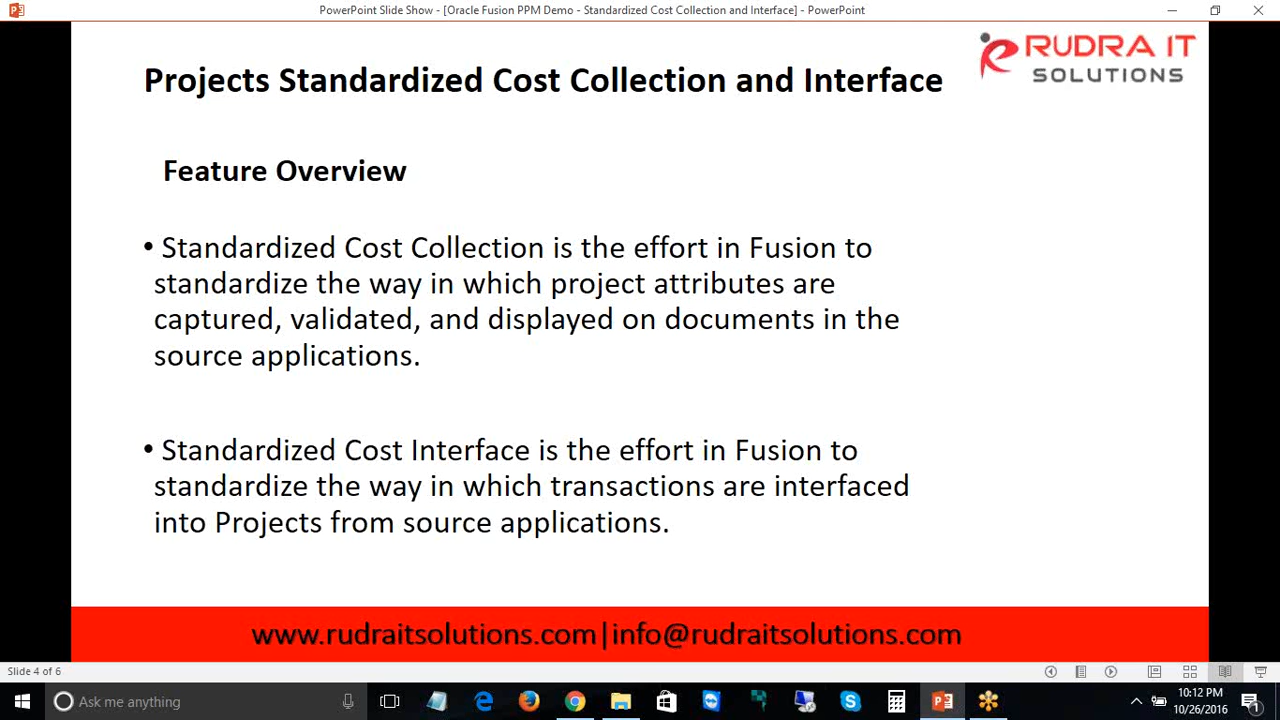 PowerPoint Slide Show - [Oracle Fusion PPM Demo - Standardized Cost Collection and Interface] - PowerPoint
RUDRA IT
SOLUTIONS
Projects Standardized Cost Collection and Interface
Feature Overview
• Standardized Cost Collection is the effort in Fusion to
standardize the way in which project attributes are
captured, validated, and displayed on documents in the
source applications.
• Standardized Cost Interface is the effort in Fusion to
standardize the way in which transactions are interfaced
into Projects from source applications.
www.rudraitsolutions.com|info@rudraitsolutions.com
Slide 4 of 6
Ask me anything
10:12 PM
10/26/2016
1